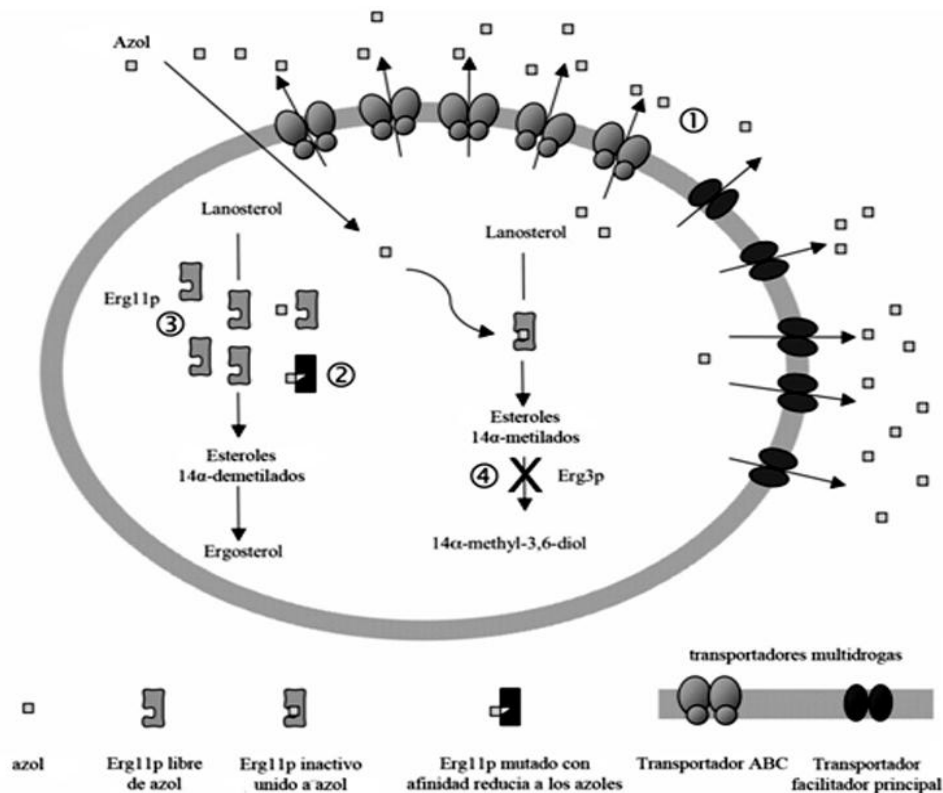 Azol
①
Lanosterol
Lanosterol
Erg11p
③
②
Esteroles
14α-demetilados
Esteroles
14α-metilados
④
Erg3p
Ergosterol
14α-methyl-3,6-diol
transportadores multidrogas
azol
Erg11p libre
de azol
Erg11p inactivo
unido a azol
Erg11p mutado con
afinidad reducia a los azoles
Transportador ABC
Transportador
facilitador principal